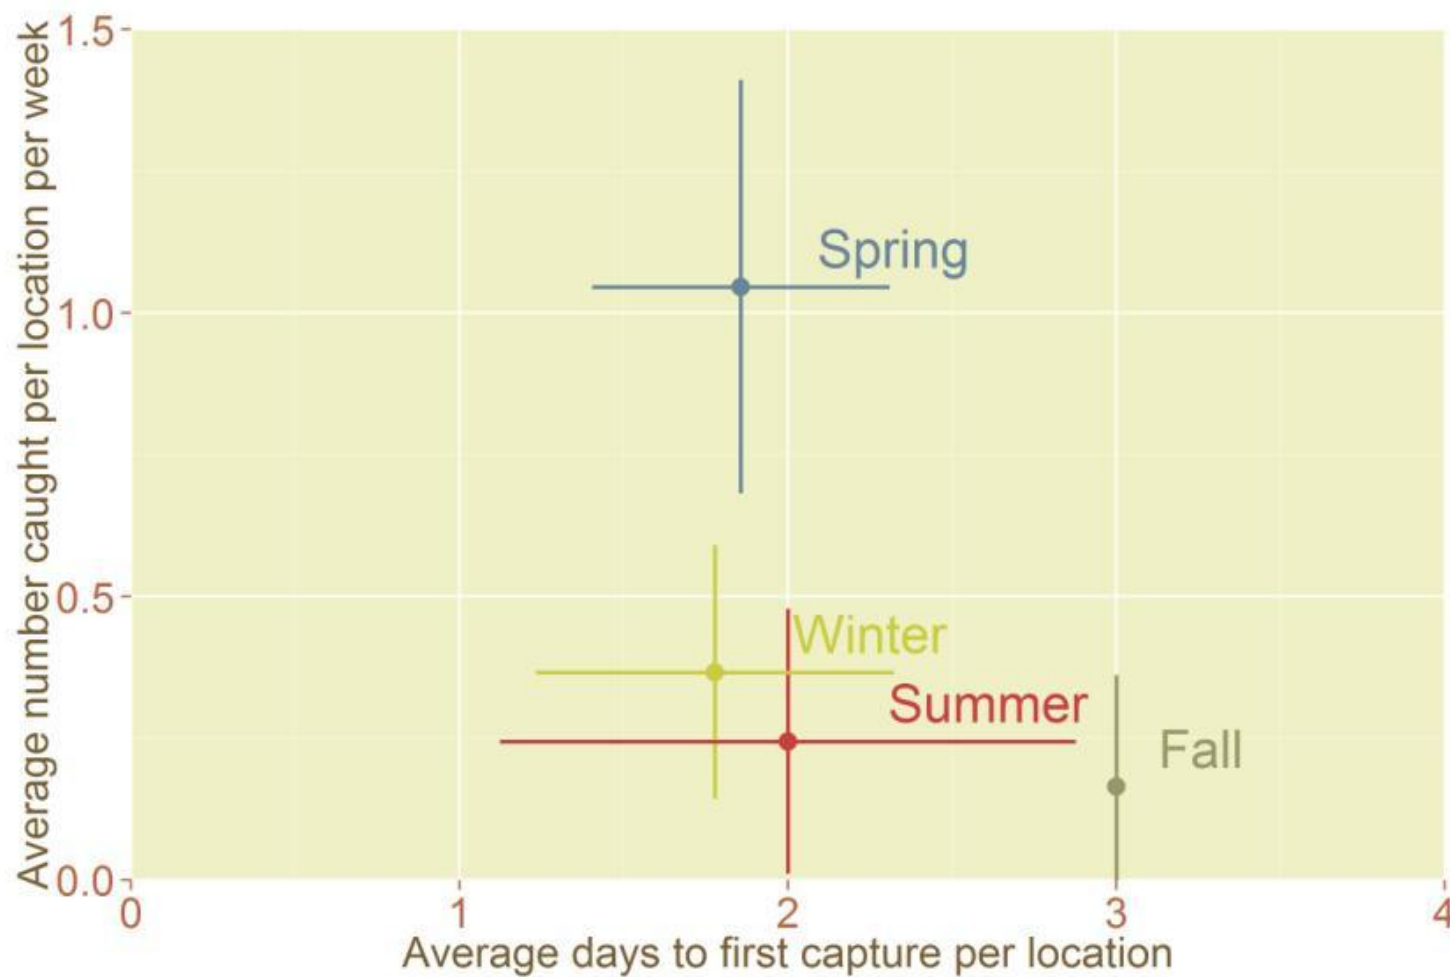 Average number caught per location per week
1.5
1.0
0.5
0.0
Spring
Winter
Summer
Fall
0 1 2 3 4
Average days to first capture per location